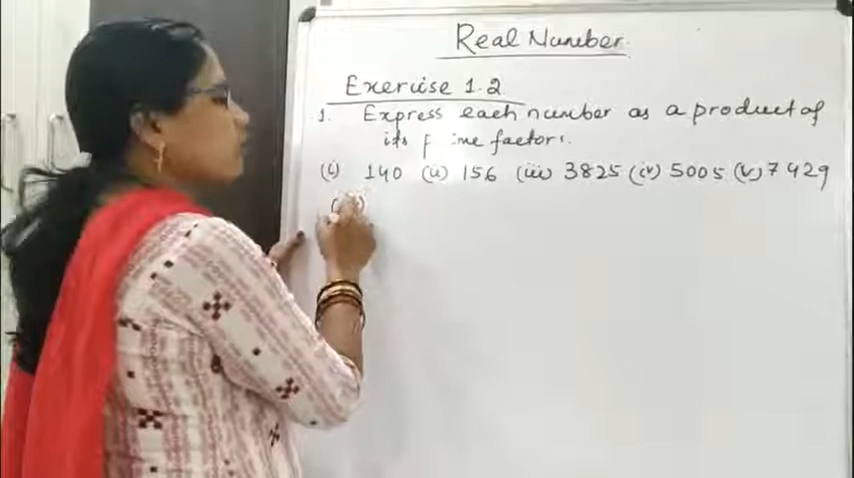 Real Number.
Exercise 1.2
1. Express each number as a product of
its factors.
(i) 140 (ii) 156 (iii) 3825 (iv) 5005 (v) 7429